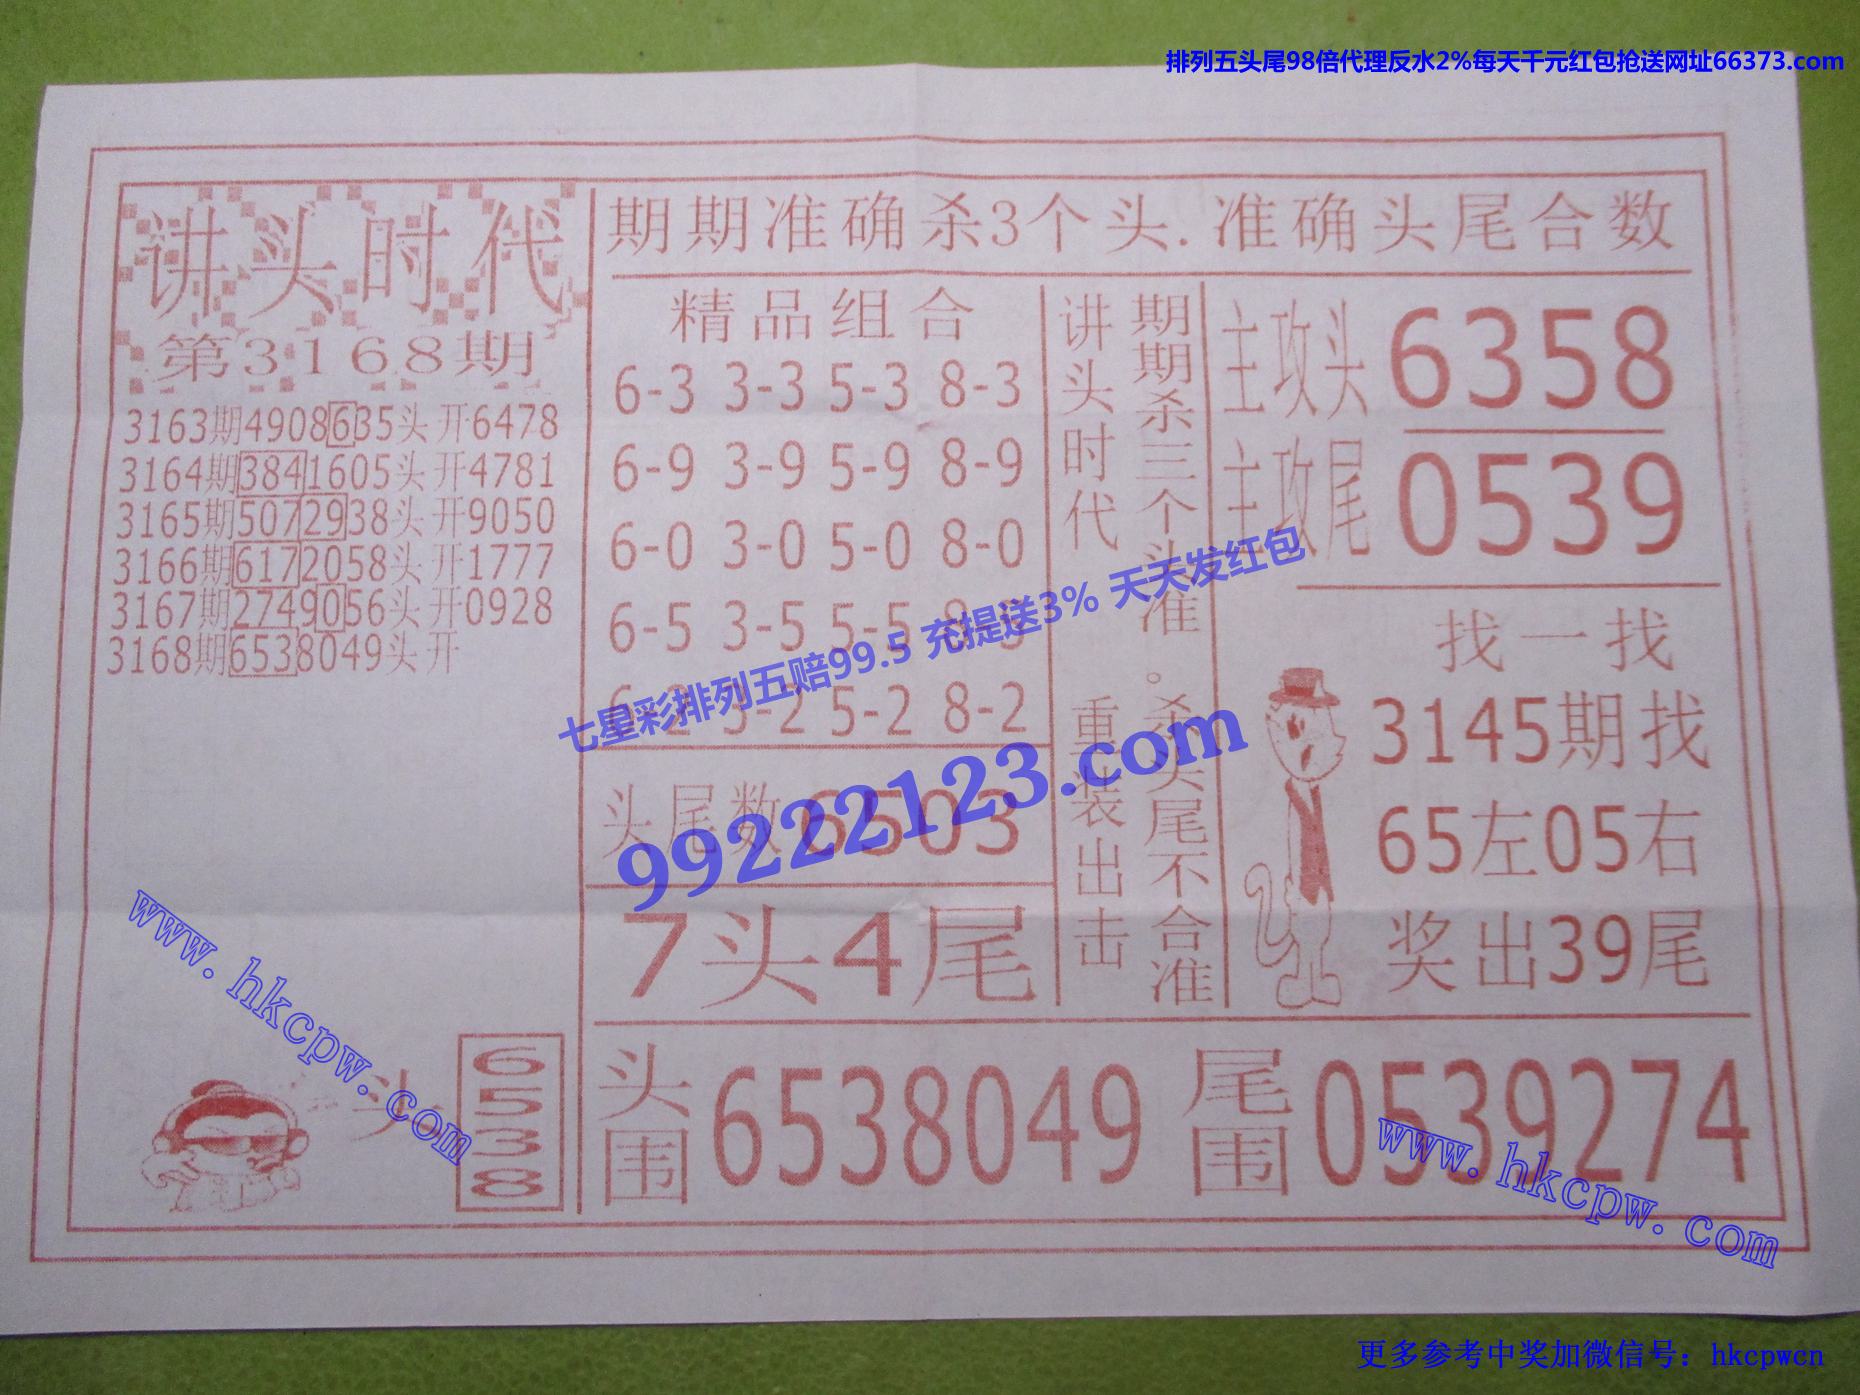 排列五头尾98倍代理反水2%每天千元红包抢送网址66373.com
讲头时代
第3168期
3163期4908635头开6478
3164期3841605头开4781
3165期5072938头开9050
3166期6172058头开1777
3167期2749056头开0928
3168期6538049头开
头
6538
期期准确杀3个头.准确头尾合数
精品组合
6-3 3-3 5-3 8-3
6-9 3-9 5-9 8-9
6-0 3-0 5-0 8-0
6-5 3-5 5-5 8-5
6-2 3-2 5-2 8-2
头尾数6503
7头4尾
讲头时代 重装出击
期期杀三个头准。杀头尾不合准
主攻头 6358
主攻尾 0539
找一找
3145期找
65左05右
奖出39尾
头围 6538049 尾围 0539274
七星彩排列五赔99.5 充提送3% 天天发红包
99222123.com
www.hkcpw.com
www.hkcpw.com
更多参考中奖加微信号：hkcpwcn